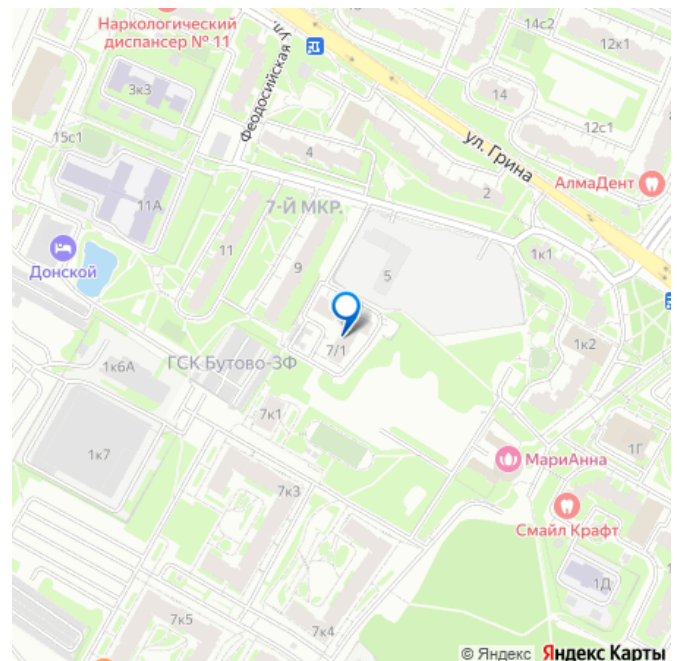 Наркологический
диспансер № 11
14с2
12к1
3к3
Феодосийская ул.
14
12с1
15с1
4
ул. Грина
АлмаДент
2
11А
7-Й МКР.
11
9
1к1
Донской
5
1к2
7/1
ГСК Бутово-3Ф
1к6А
7к1
1Г
1к7
МариАнна
7к3
Смайл Крафт
1Д
7к5
7к4
© Яндекс Яндекс Карты